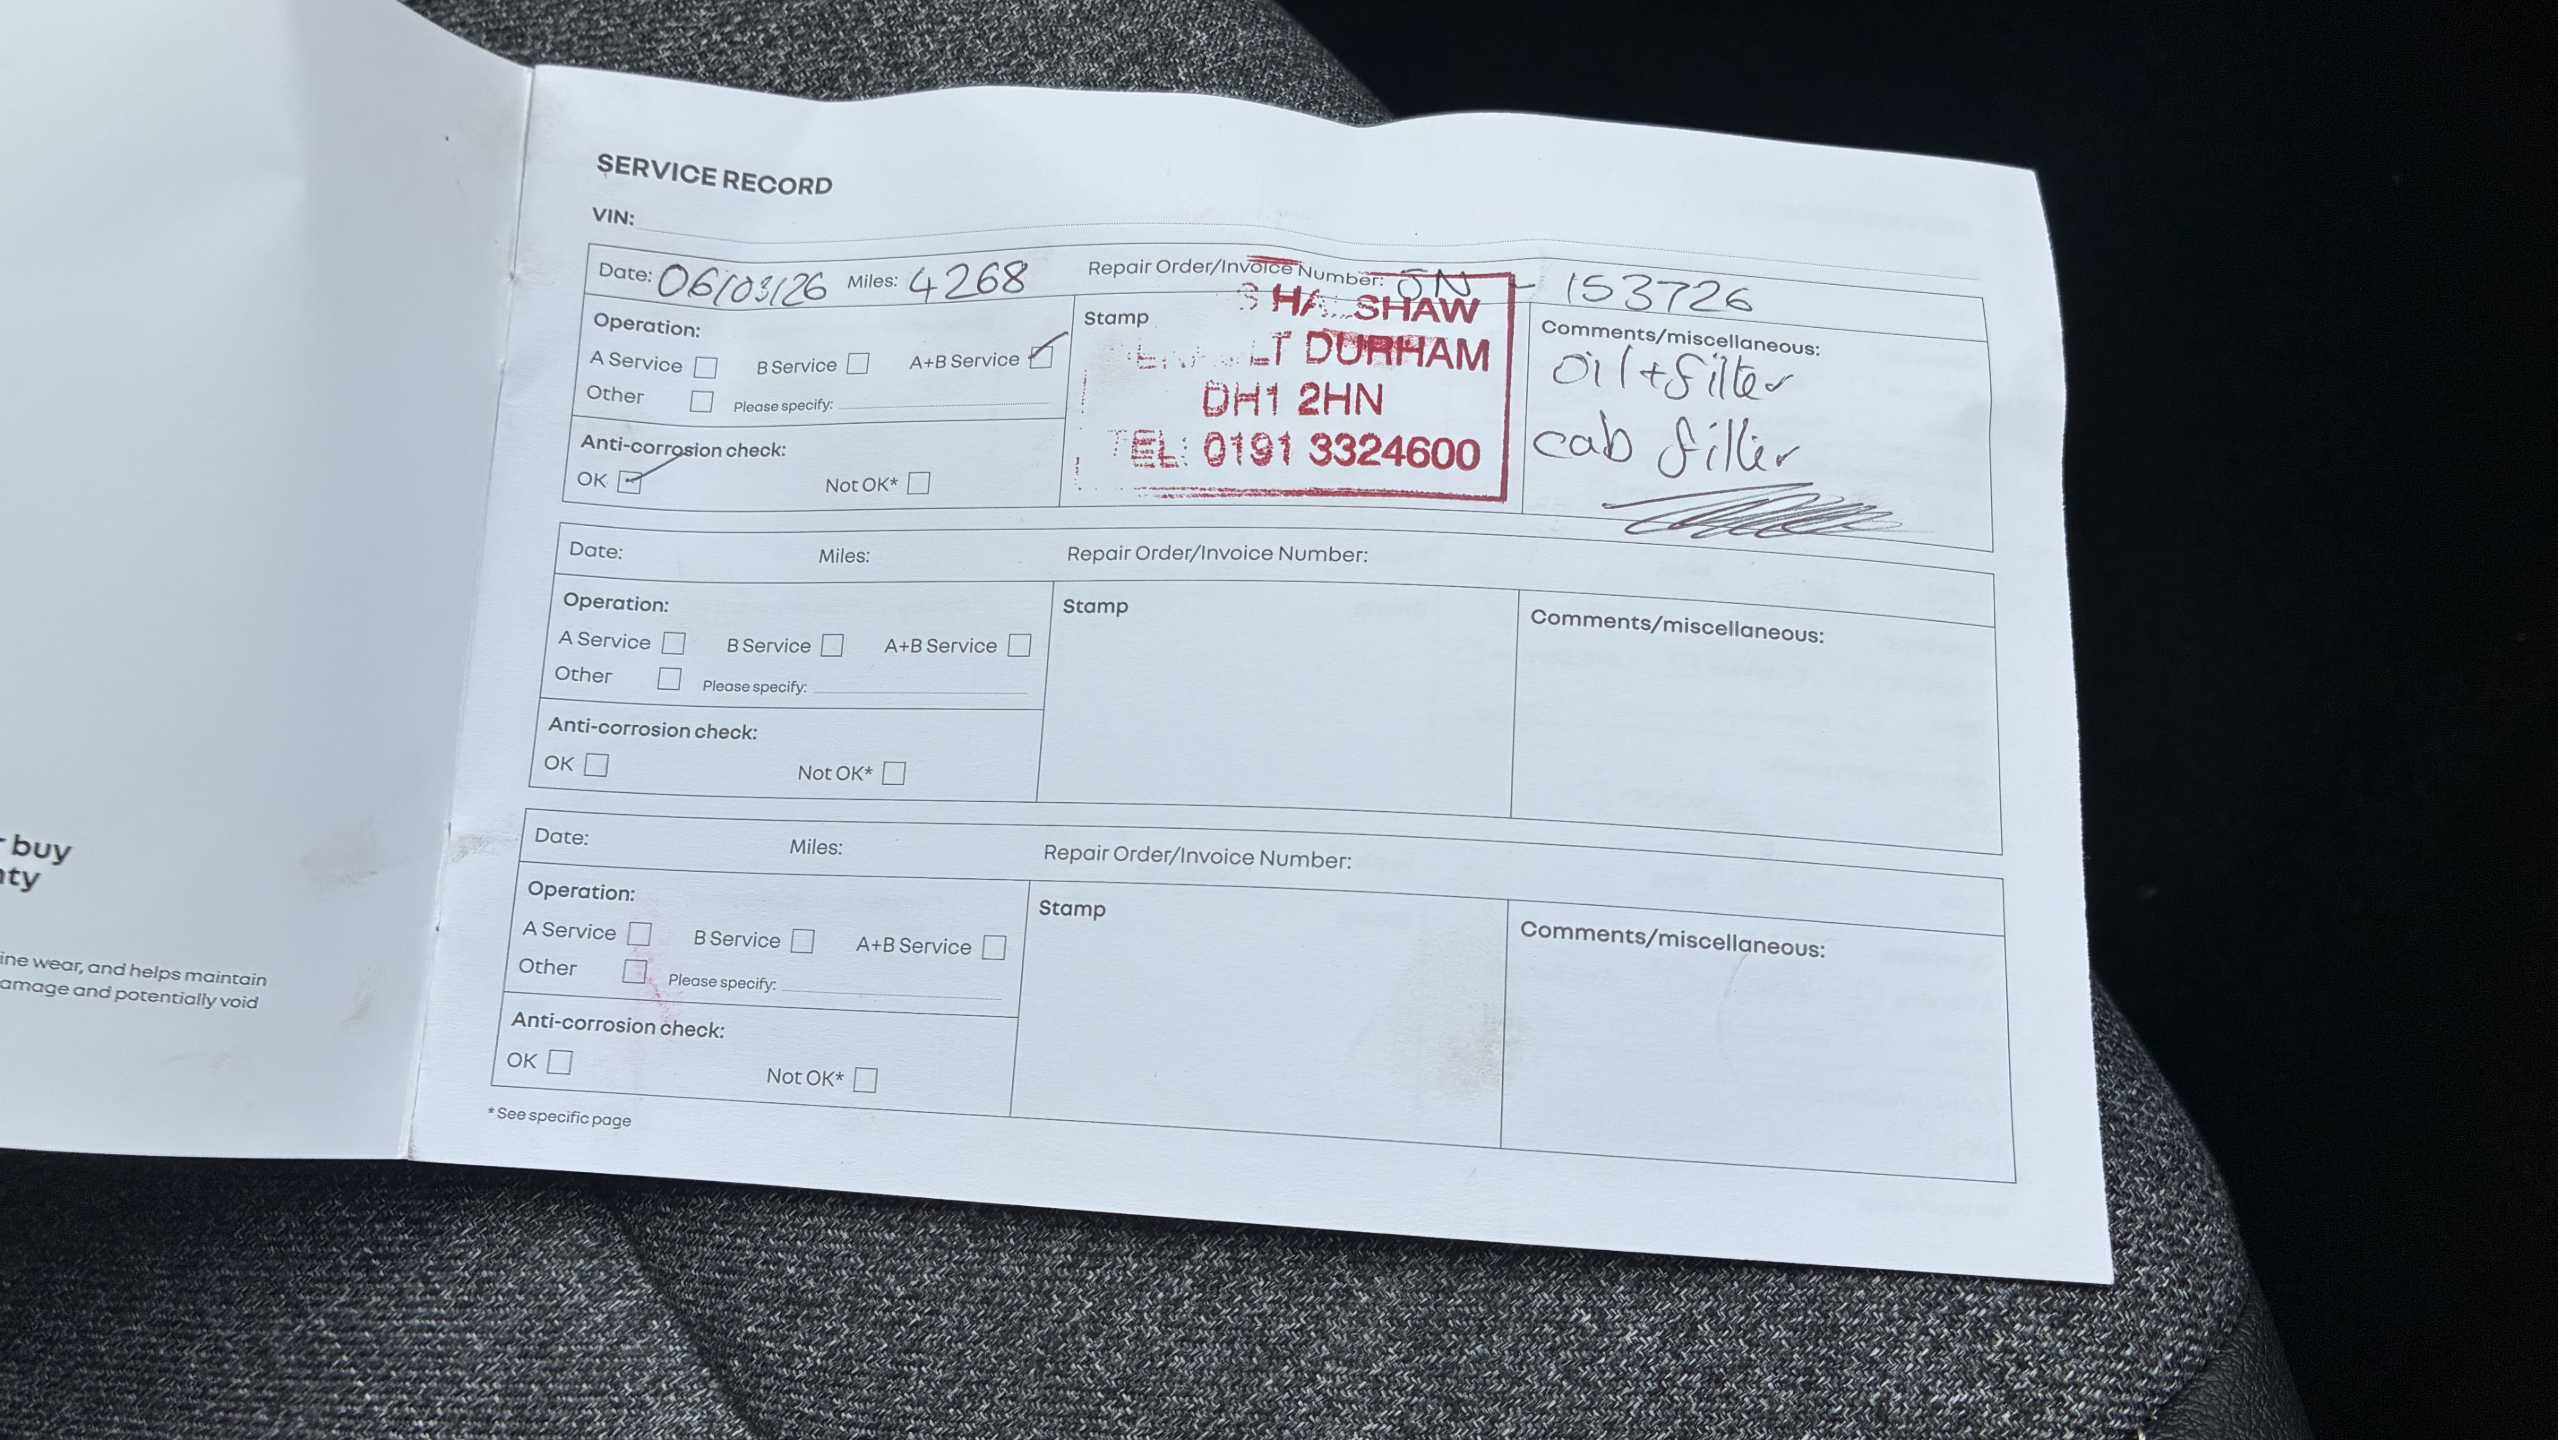 SERVICE RECORD
VIN:
Date: 06/03/26 Miles: 4268 Repair Order/Invoice Number: JN - 153726
Operation:
A Service B Service A+B Service
Other Please specify:
Anti-corrosion check:
OK Not OK*
Stamp
SHAW
DURHAM
DH1 2HN
TEL: 0191 3324600
Comments/miscellaneous:
oil+filter
cab filter
Date: Miles: Repair Order/Invoice Number:
Operation:
A Service B Service A+B Service
Other Please specify:
Anti-corrosion check:
OK Not OK*
Stamp
Comments/miscellaneous:
Date: Miles: Repair Order/Invoice Number:
Operation:
A Service B Service A+B Service
Other Please specify:
Anti-corrosion check:
OK Not OK*
Stamp
Comments/miscellaneous:
* See specific page
buy
wear, and helps maintain
and potentially void